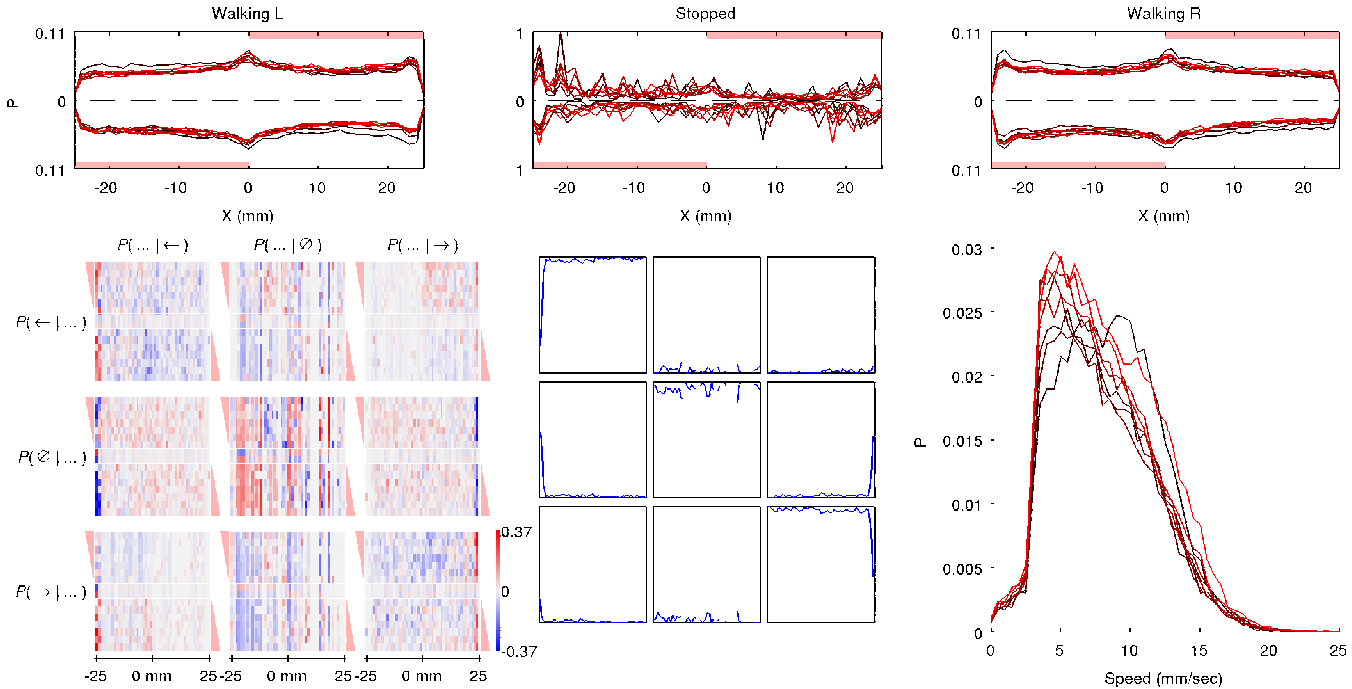 Walking L
Stopped
Walking R
0.11
0
0.11
P
-20 -10 0 10 20
X (mm)
1
0
1
-20 -10 0 10 20
X (mm)
0.11
0
0.11
-20 -10 0 10 20
X (mm)
P( ... | ← )
P( ... | ∅ )
P( ... | → )
P( ← | ... )
P( ∅ | ... )
P( → | ... )
0.37
0
-0.37
-25 0 mm 25
-25 0 mm 25
-25 0 mm 25
0.03
0.025
0.02
0.015
0.01
0.005
0
P
0 5 10 15 20 25
Speed (mm/sec)